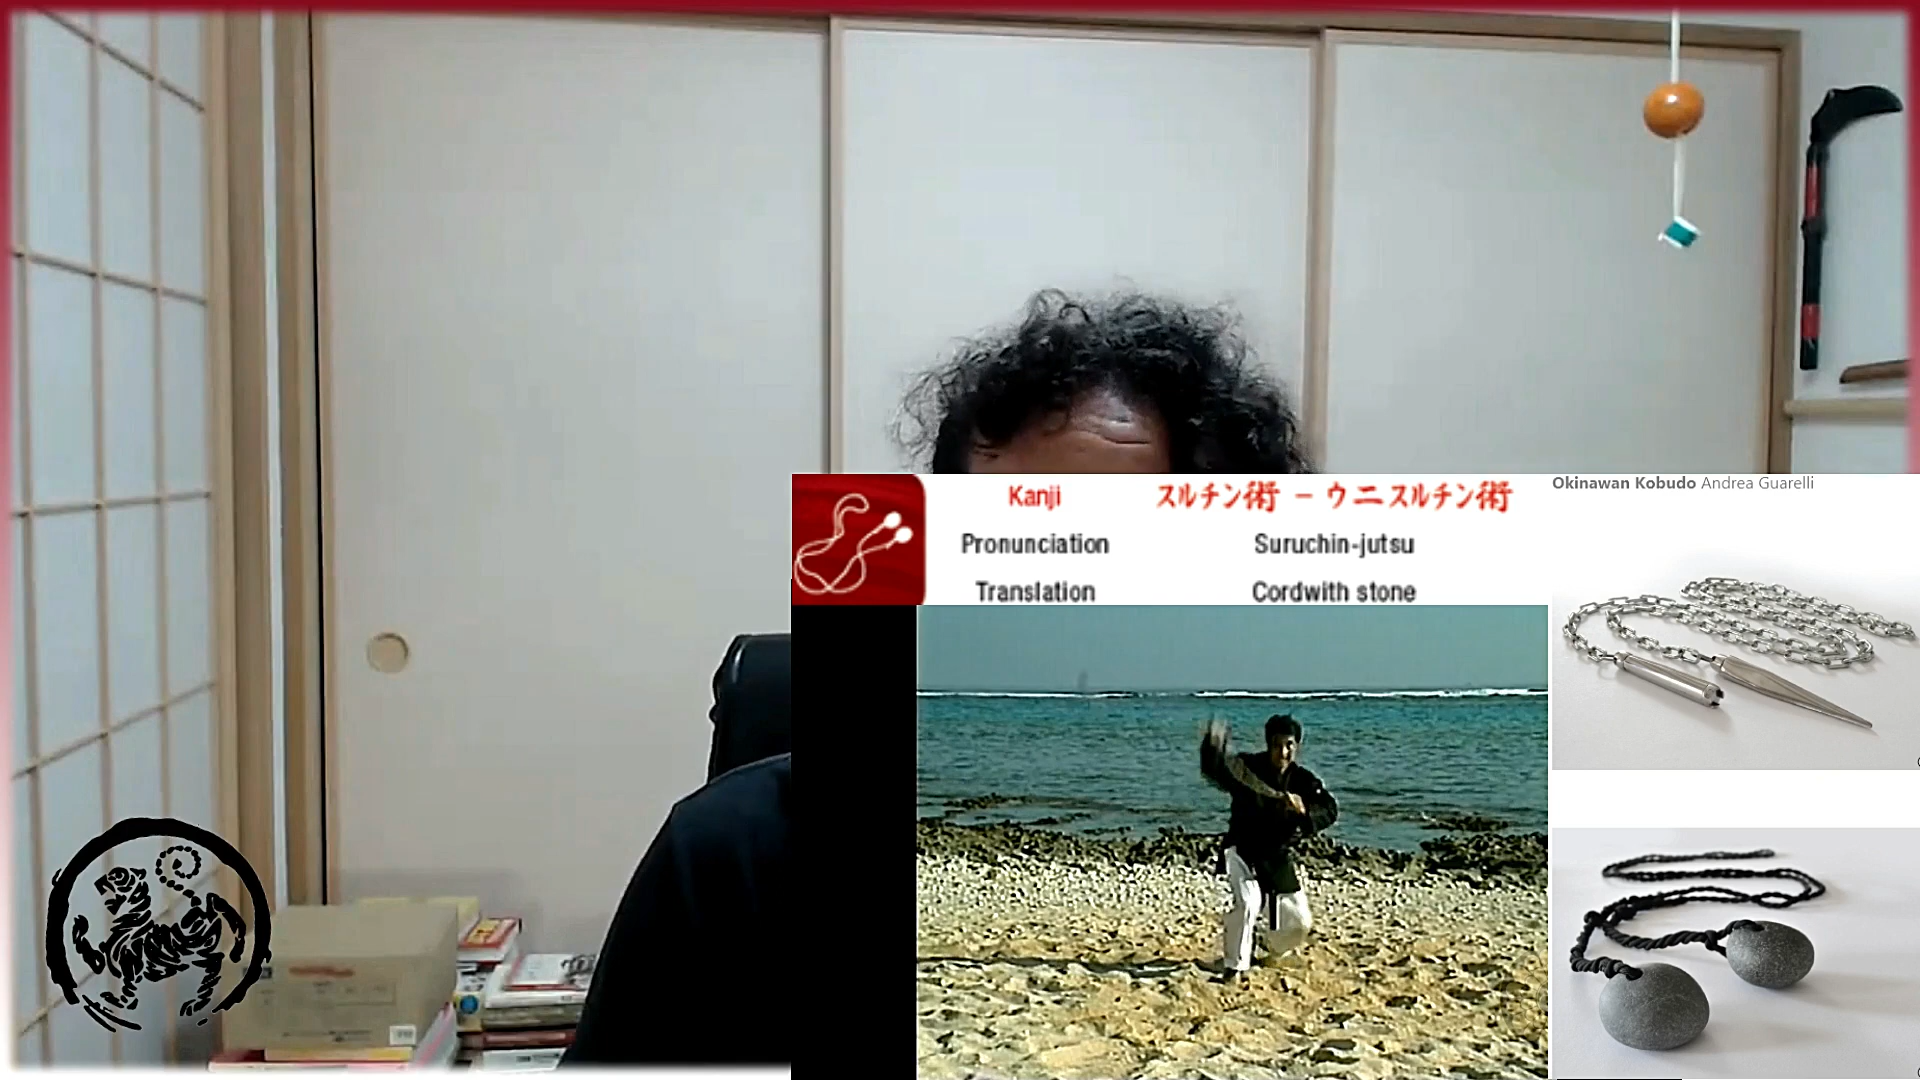 Kanji スルチン術 – ウニスルチン術
Pronunciation Suruchin-jutsu
Translation Cordwith stone
Okinawan Kobudo Andrea Guarelli